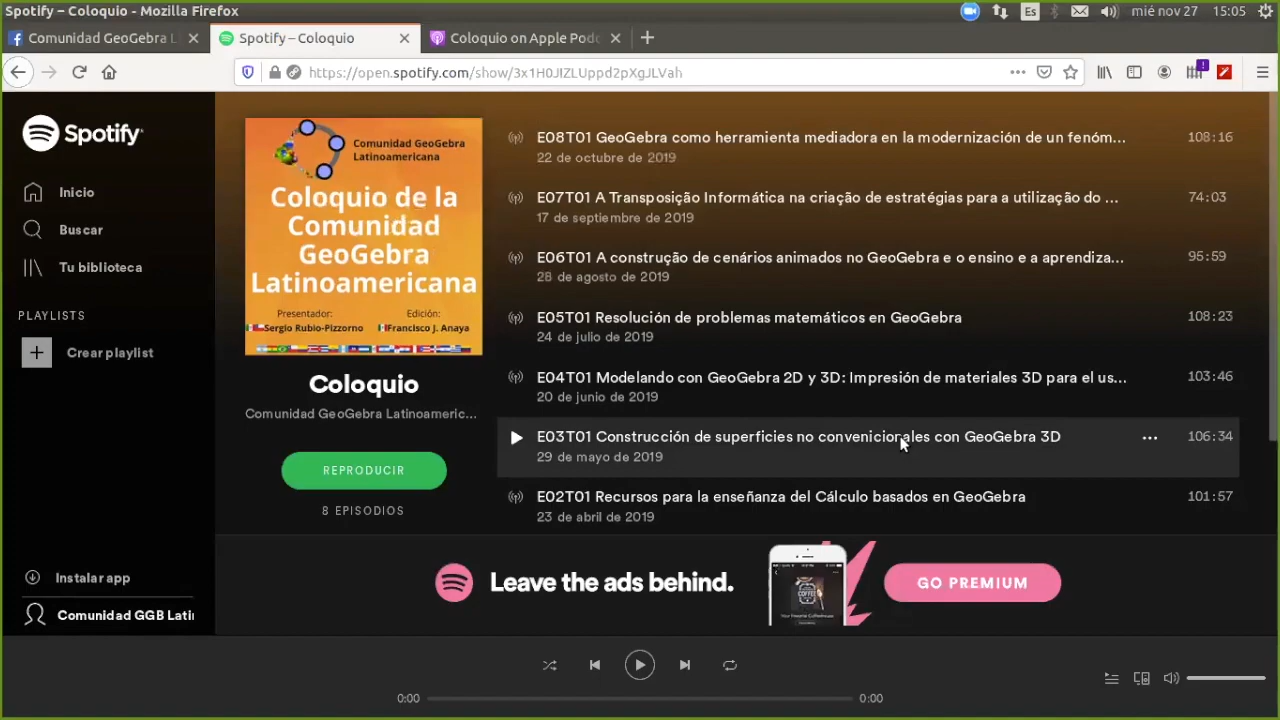 Spotify – Coloquio - Mozilla Firefox
Es
mié nov 27
15:05
Comunidad GeoGebra L
Spotify – Coloquio
Coloquio on Apple Podc
https://open.spotify.com/show/3x1H0JIZLUppd2pXgJLVah
Spotify
Inicio
Buscar
Tu biblioteca
PLAYLISTS
Crear playlist
Instalar app
Comunidad GGB Lati
Comunidad GeoGebra
Latinoamericana
Coloquio de la
Comunidad
GeoGebra
Latinoamericana
Presentador:
Sergio Rubio-Pizzorno
Edición:
Francisco J. Anaya
Coloquio
Comunidad GeoGebra Latinoameric...
REPRODUCIR
8 EPISODIOS
E08T01 GeoGebra como herramienta mediadora en la modernización de un fenóm...
108:16
22 de octubre de 2019
E07T01 A Transposição Informática na criação de estratégias para a utilização do ...
74:03
17 de septiembre de 2019
E06T01 A construção de cenários animados no GeoGebra e o ensino e a aprendiza...
95:59
28 de agosto de 2019
E05T01 Resolución de problemas matemáticos en GeoGebra
108:23
24 de julio de 2019
E04T01 Modelando con GeoGebra 2D y 3D: Impresión de materiales 3D para el us...
103:46
20 de junio de 2019
E03T01 Construcción de superficies no convenicionales con GeoGebra 3D
106:34
29 de mayo de 2019
E02T01 Recursos para la enseñanza del Cálculo basados en GeoGebra
101:57
23 de abril de 2019
Leave the ads behind.
GO PREMIUM
0:00
0:00